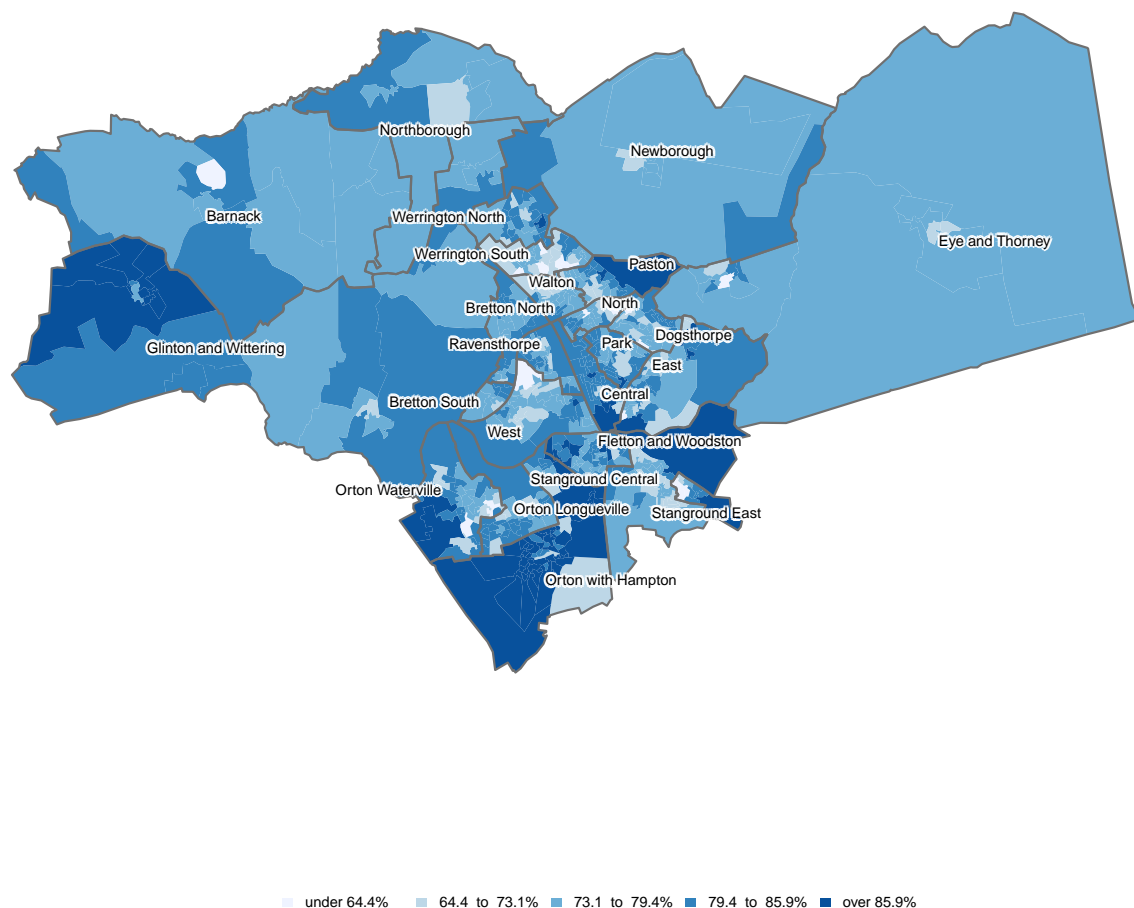 Northborough
Newborough
Barnack
Werrington North
Eye and Thorney
Werrington South
Paston
Walton
North
Bretton North
Dogsthorpe
Ravensthorpe
Park
Glinton and Wittering
East
Central
Bretton South
West
Fletton and Woodston
Stanground Central
Orton Waterville
Orton Longueville
Stanground East
Orton with Hampton
under 64.4% 64.4 to 73.1% 73.1 to 79.4% 79.4 to 85.9% over 85.9%